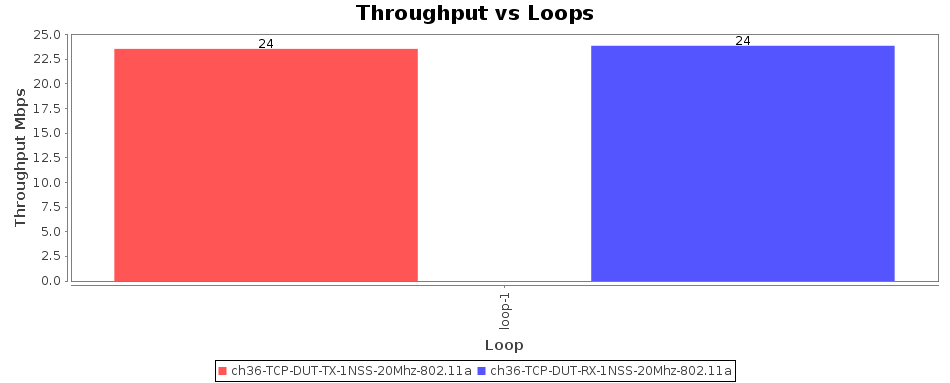 Throughput vs Loops
Throughput Mbps
25.0
22.5
20.0
17.5
15.0
12.5
10.0
7.5
5.0
2.5
0.0
24
24
loop-1
Loop
ch36-TCP-DUT-TX-1NSS-20Mhz-802.11a
ch36-TCP-DUT-RX-1NSS-20Mhz-802.11a